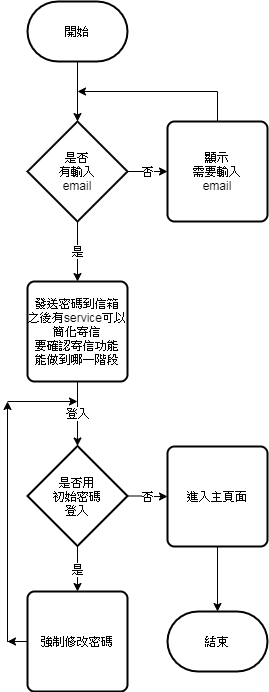 開始
是否
有輸入
email
否
顯示
需要輸入
email
是
發送密碼到信箱
之後有service可以
簡化寄信
要確認寄信功能
能做到哪一階段
登入
是否用
初始密碼
登入
否
進入主頁面
是
強制修改密碼
結束